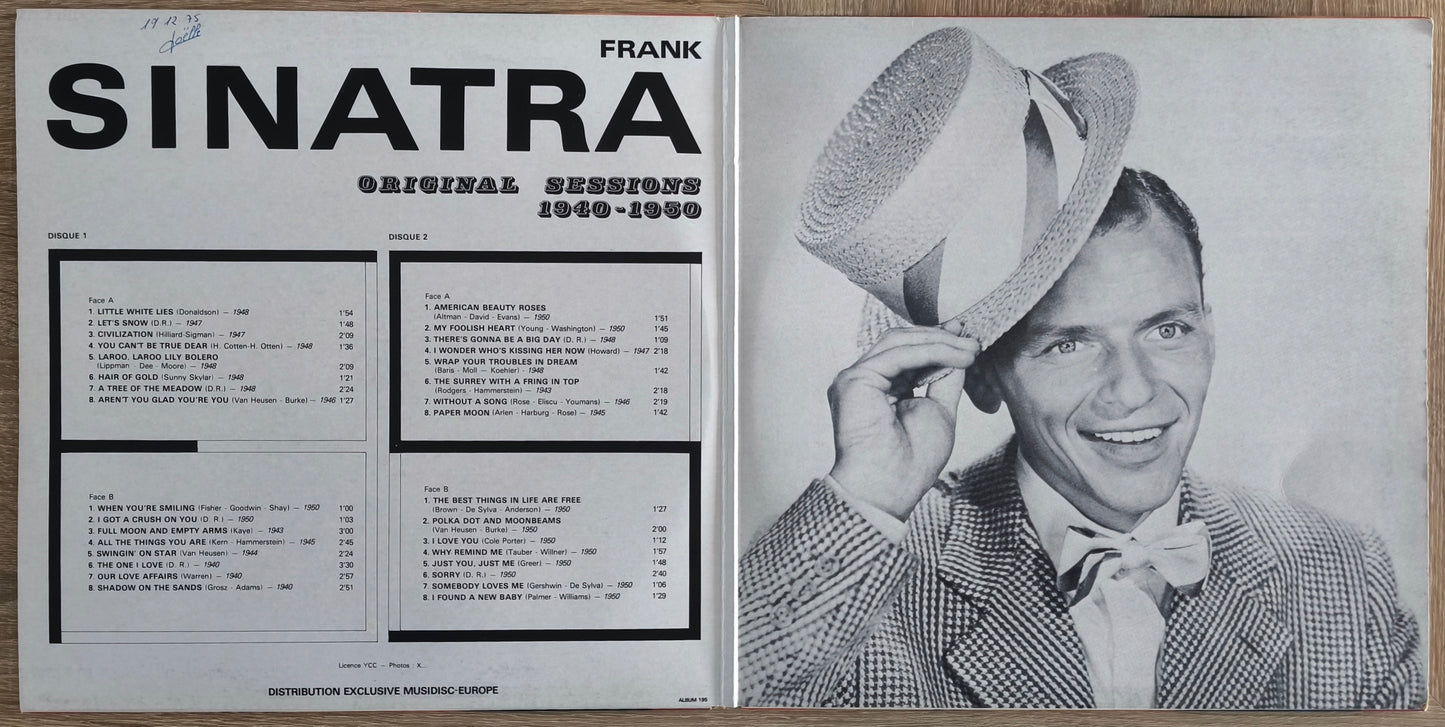 19 12 75
Joëlle
FRANK
SINATRA
ORIGINAL SESSIONS
1940-1950
DISQUE 1
Face A
1. LITTLE WHITE LIES (Donaldson) — 1948 1'54
2. LET'S SNOW (D.R.) — 1947 1'48
3. CIVILIZATION (Hilliard-Sigman) — 1947 2'09
4. YOU CAN'T BE TRUE DEAR (H. Cotten-H. Otten) — 1948 1'36
5. LAROO, LAROO LILY BOLERO
(Lippman - Dee - Moore) — 1948 2'09
6. HAIR OF GOLD (Sunny Skylar) — 1948 1'21
7. A TREE OF THE MEADOW (D.R.) — 1948 2'24
8. AREN'T YOU GLAD YOU'RE YOU (Van Heusen - Burke) — 1946 1'27
Face B
1. WHEN YOU'RE SMILING (Fisher - Goodwin - Shay) — 1950 1'00
2. I GOT A CRUSH ON YOU (D. R.) — 1950 1'03
3. FULL MOON AND EMPTY ARMS (Kaye) — 1943 3'00
4. ALL THE THINGS YOU ARE (Kern - Hammerstein) — 1945 2'45
5. SWINGIN' ON STAR (Van Heusen) — 1944 2'24
6. THE ONE I LOVE (D. R.) — 1940 3'30
7. OUR LOVE AFFAIRS (Warren) — 1940 2'57
8. SHADOW ON THE SANDS (Grosz - Adams) — 1940 2'51
DISQUE 2
Face A
1. AMERICAN BEAUTY ROSES
(Altman - David - Evans) — 1950 1'51
2. MY FOOLISH HEART (Young - Washington) — 1950 1'45
3. THERE'S GONNA BE A BIG DAY (D. R.) — 1948 1'09
4. I WONDER WHO'S KISSING HER NOW (Howard) — 1947 2'18
5. WRAP YOUR TROUBLES IN DREAM
(Baris - Moll — Koehler) - 1948 1'42
6. THE SURREY WITH A FRING IN TOP
(Rodgers - Hammerstein) — 1943 2'18
7. WITHOUT A SONG (Rose - Eliscu - Youmans) — 1946 2'19
8. PAPER MOON (Arlen - Harburg - Rose) — 1945 1'42
Face B
1. THE BEST THINGS IN LIFE ARE FREE
(Brown - De Sylva - Anderson) — 1950 1'27
2. POLKA DOT AND MOONBEAMS
(Van Heusen - Burke) — 1950 2'00
3. I LOVE YOU (Cole Porter) — 1950 1'12
4. WHY REMIND ME (Tauber - Willner) — 1950 1'57
5. JUST YOU, JUST ME (Greer) — 1950 1'48
6. SORRY (D. R.) — 1950 2'40
7. SOMEBODY LOVES ME (Gershwin - De Sylva) — 1950 1'06
8. I FOUND A NEW BABY (Palmer - Williams) — 1950 1'29
Licence YCC — Photos : X...
DISTRIBUTION EXCLUSIVE MUSIDISC-EUROPE
ALBUM 195